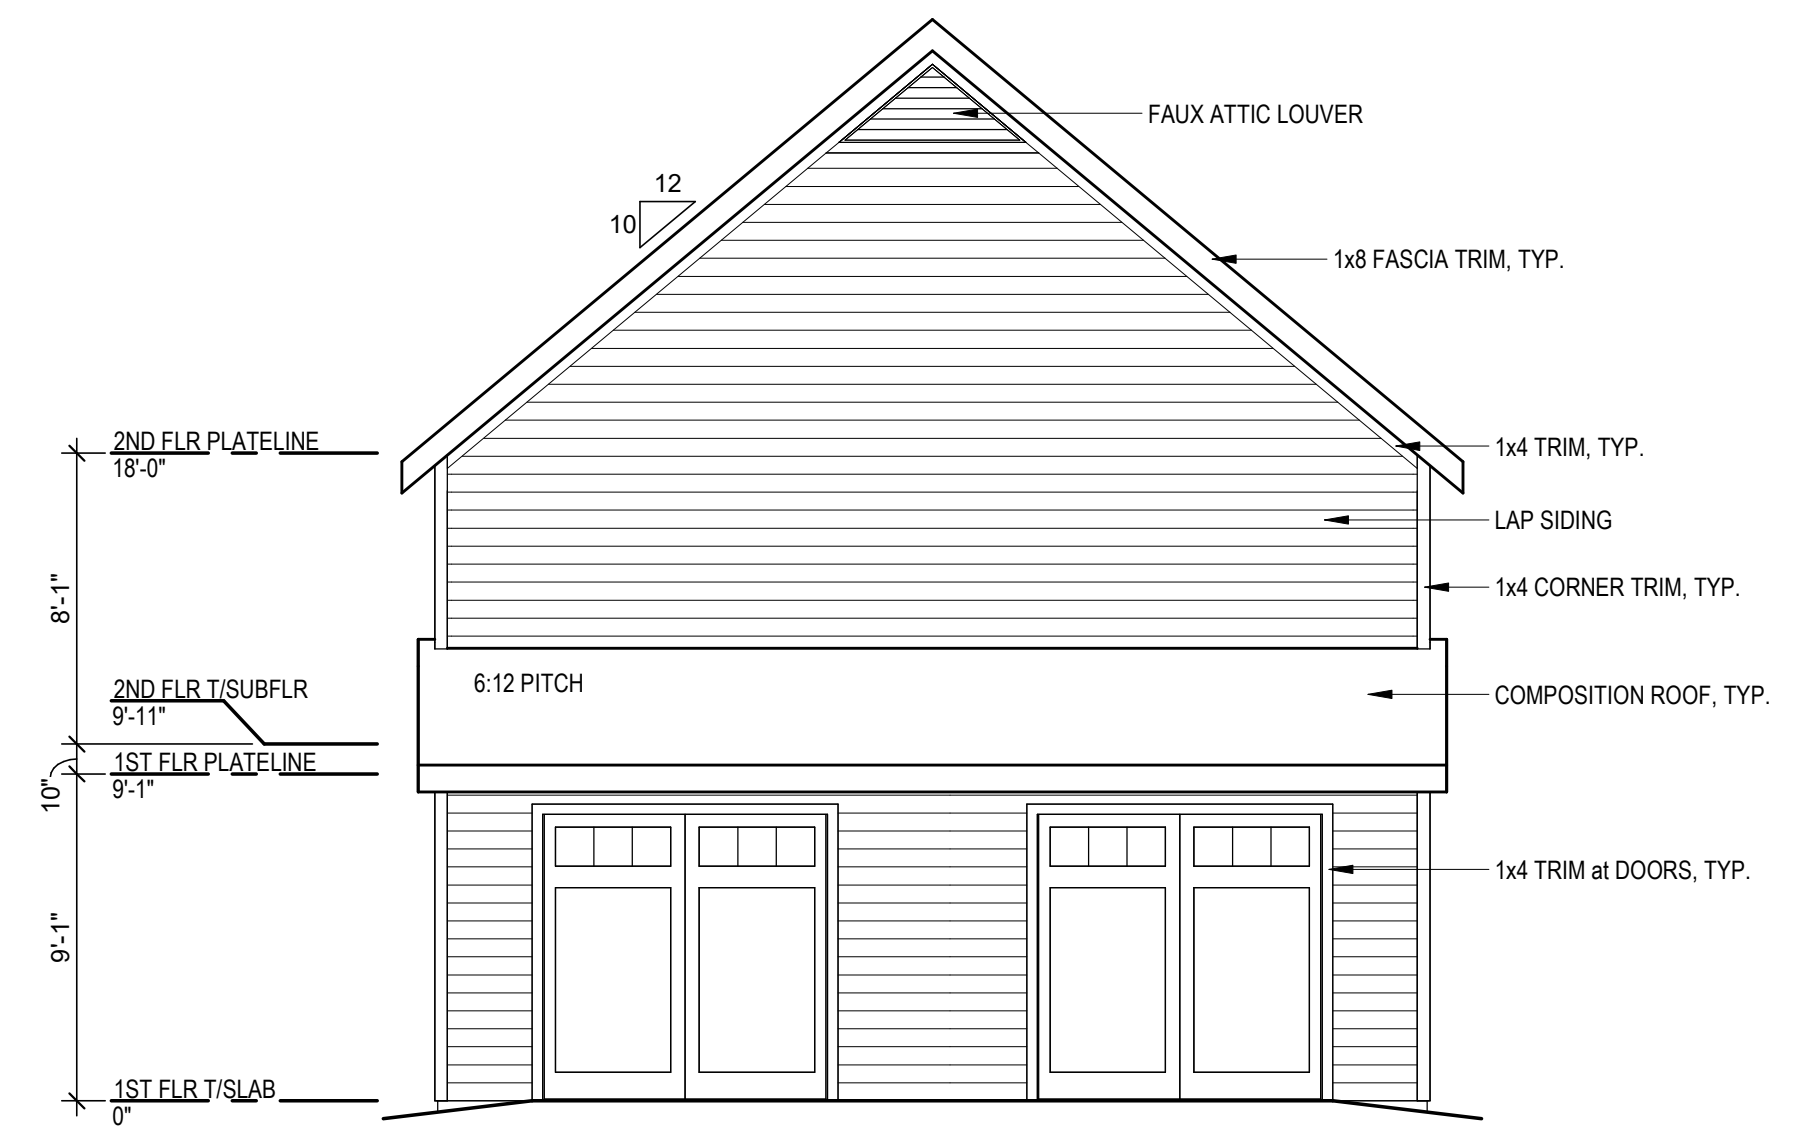 FAUX ATTIC LOUVER
12
10
1x8 FASCIA TRIM, TYP.
2ND FLR PLATELINE
18'-0"
1x4 TRIM, TYP.
LAP SIDING
8'-1"
1x4 CORNER TRIM, TYP.
6:12 PITCH
2ND FLR T/SUBFLR
9'-11"
COMPOSITION ROOF, TYP.
1ST FLR PLATELINE
9'-1"
10"
1x4 TRIM at DOORS, TYP.
9'-1"
1ST FLR T/SLAB
0"